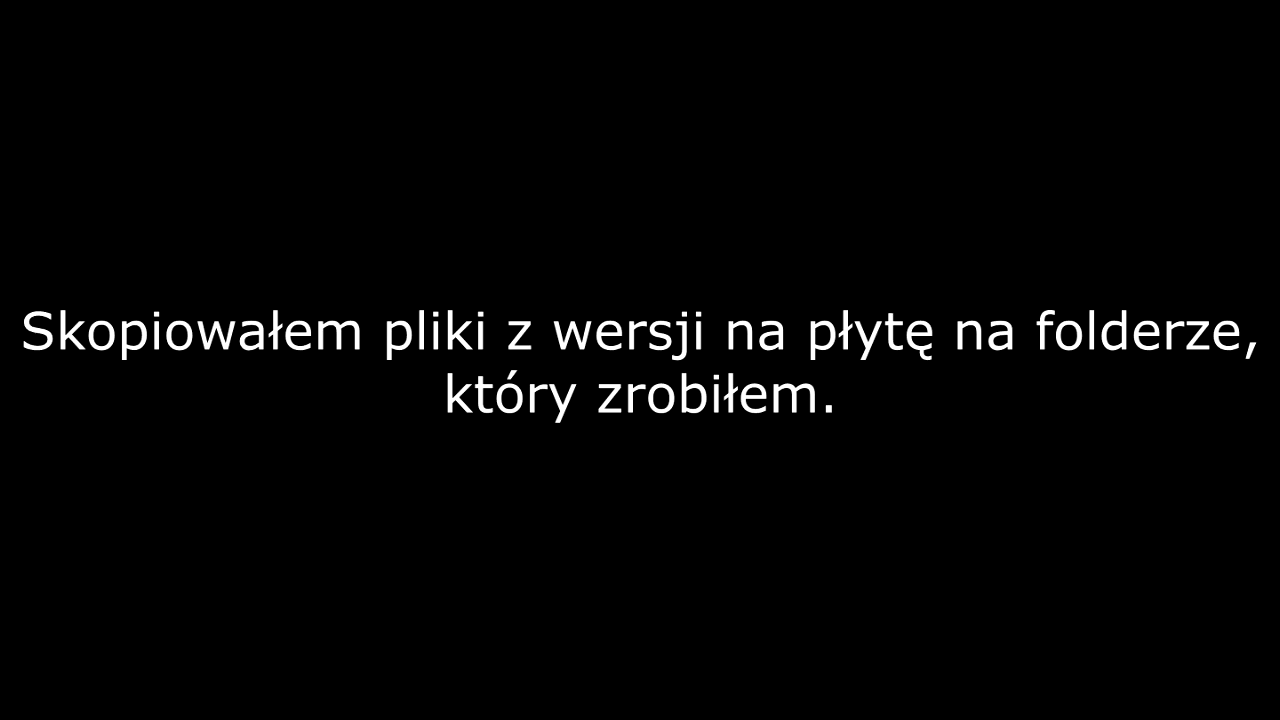 Skopiowałem pliki z wersji na płytę na folderze,
który zrobiłem.